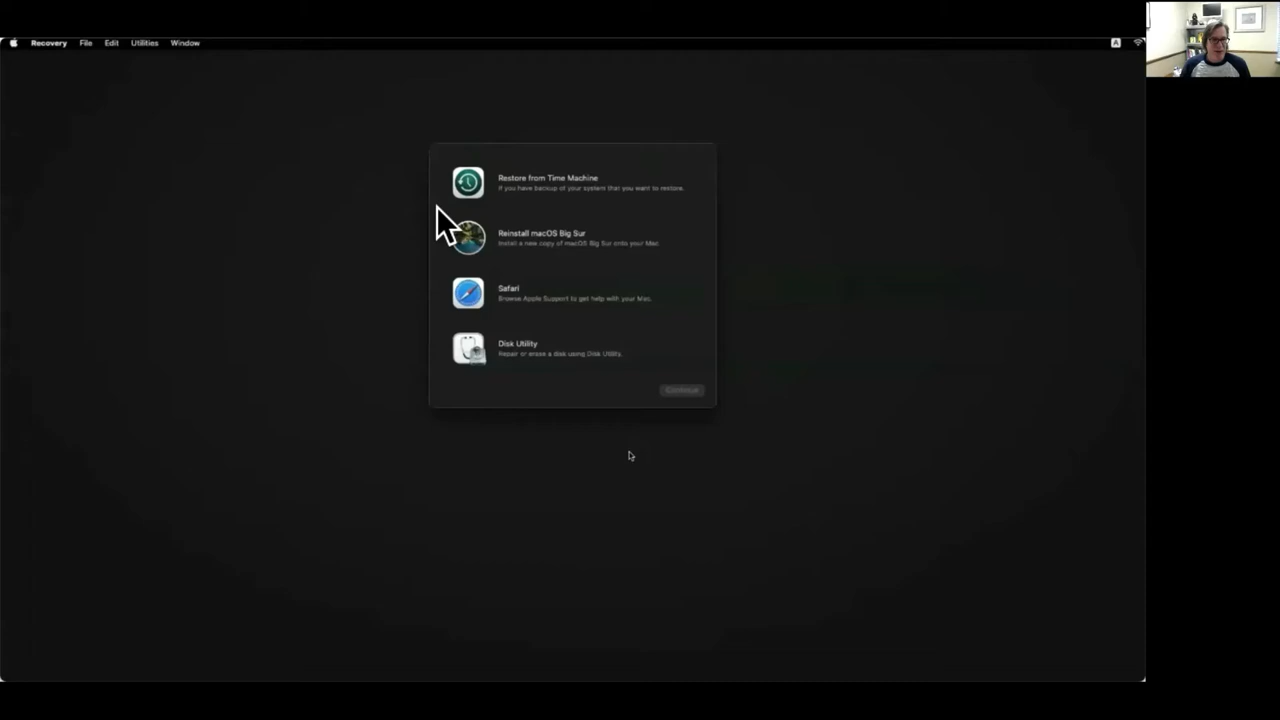 Recovery File Edit Utilities Window A
Restore from Time Machine
If you have backup of your system that you want to restore.
Reinstall macOS Big Sur
Install a new copy of macOS Big Sur onto your Mac.
Safari
Browse Apple Support to get help with your Mac.
Disk Utility
Repair or erase a disk using Disk Utility.
Continue